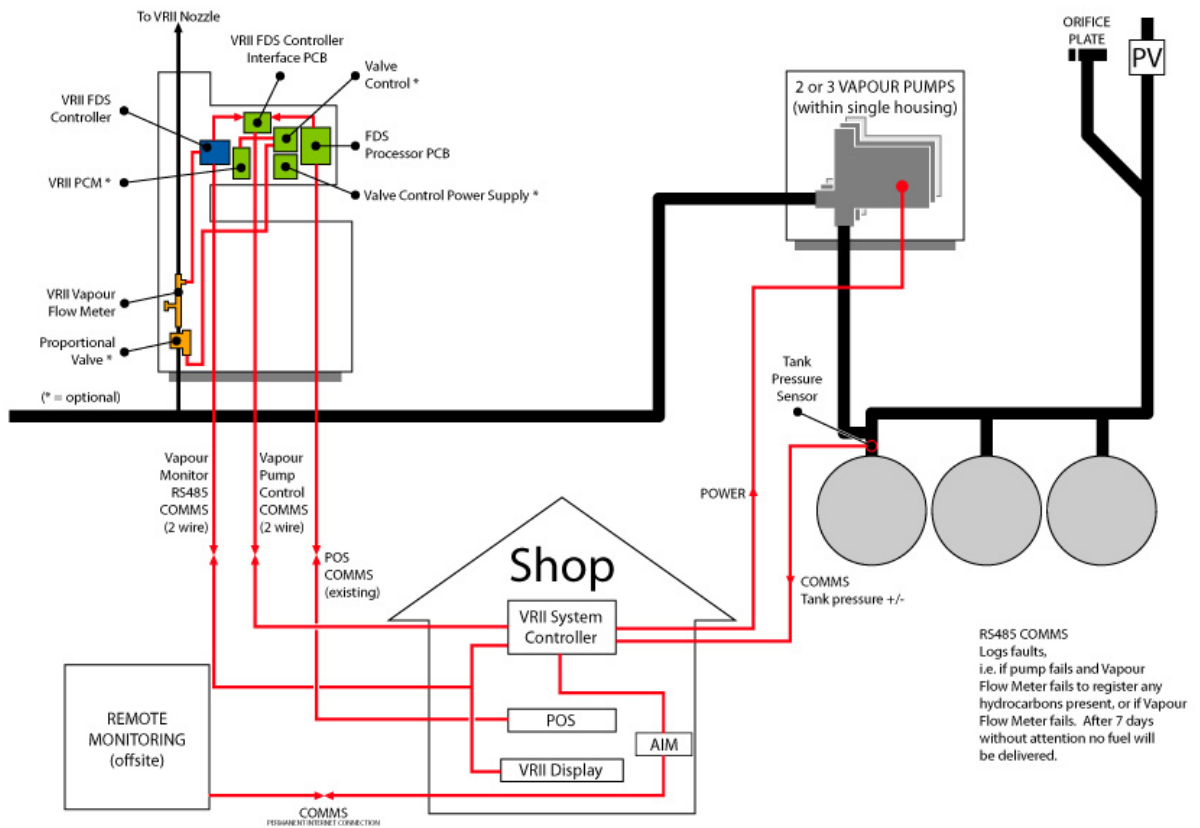 To VRII Nozzle
VRII FDS Controller
Interface PCB
Valve
Control *
VRII FDS
Controller
FDS
Processor PCB
VRII PCM *
Valve Control Power Supply *
VRII Vapour
Flow Meter
Proportional
Valve *
(* = optional)
2 or 3 VAPOUR PUMPS
(within single housing)
ORIFICE
PLATE
PV
Tank
Pressure
Sensor
Vapour
Monitor
RS485
COMMS
(2 wire)
Vapour
Pump
Control
COMMS
(2 wire)
POS
COMMS
(existing)
POWER
COMMS
Tank pressure +/-
Shop
VRII System
Controller
POS
AIM
VRII Display
REMOTE
MONITORING
(offsite)
COMMS
PERMANENT INTERNET CONNECTION
RS485 COMMS
Logs faults,
i.e. if pump fails and Vapour
Flow Meter fails to register any
hydrocarbons present, or if Vapour
Flow Meter fails. After 7 days
without attention no fuel will
be delivered.